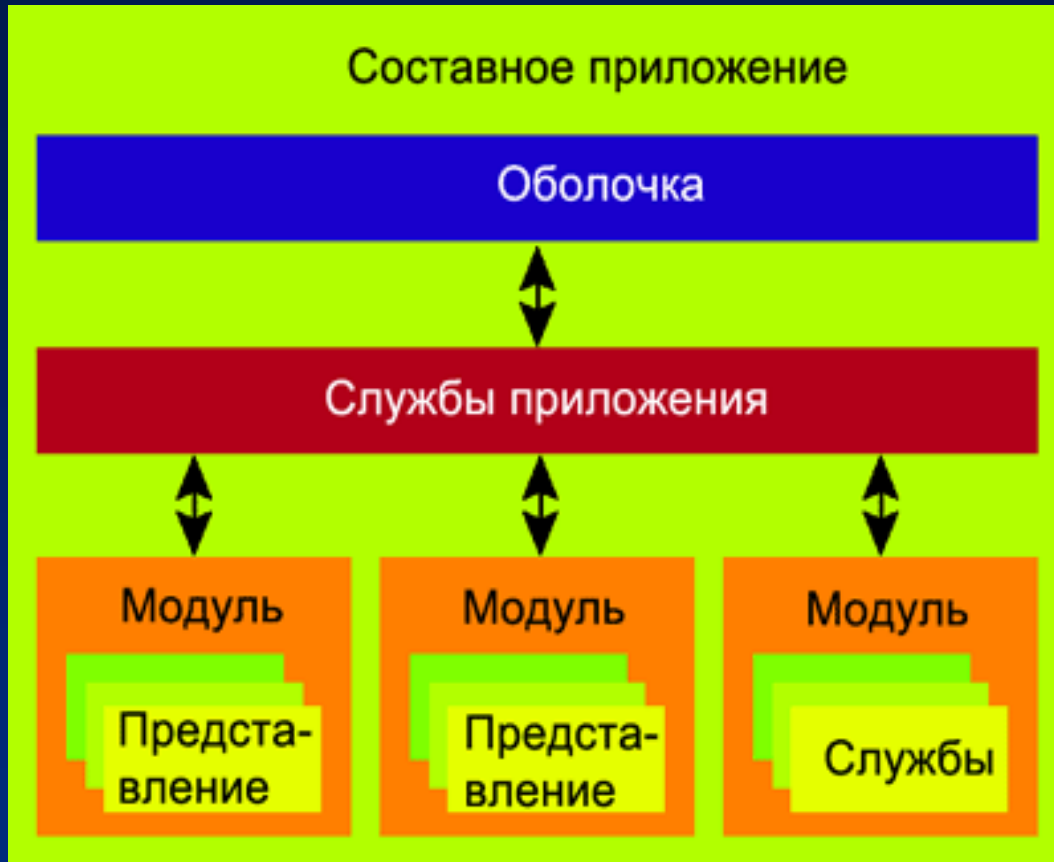 Составное приложение
Оболочка
Службы приложения
Модуль
Предста-
вление
Модуль
Предста-
вление
Модуль
Службы